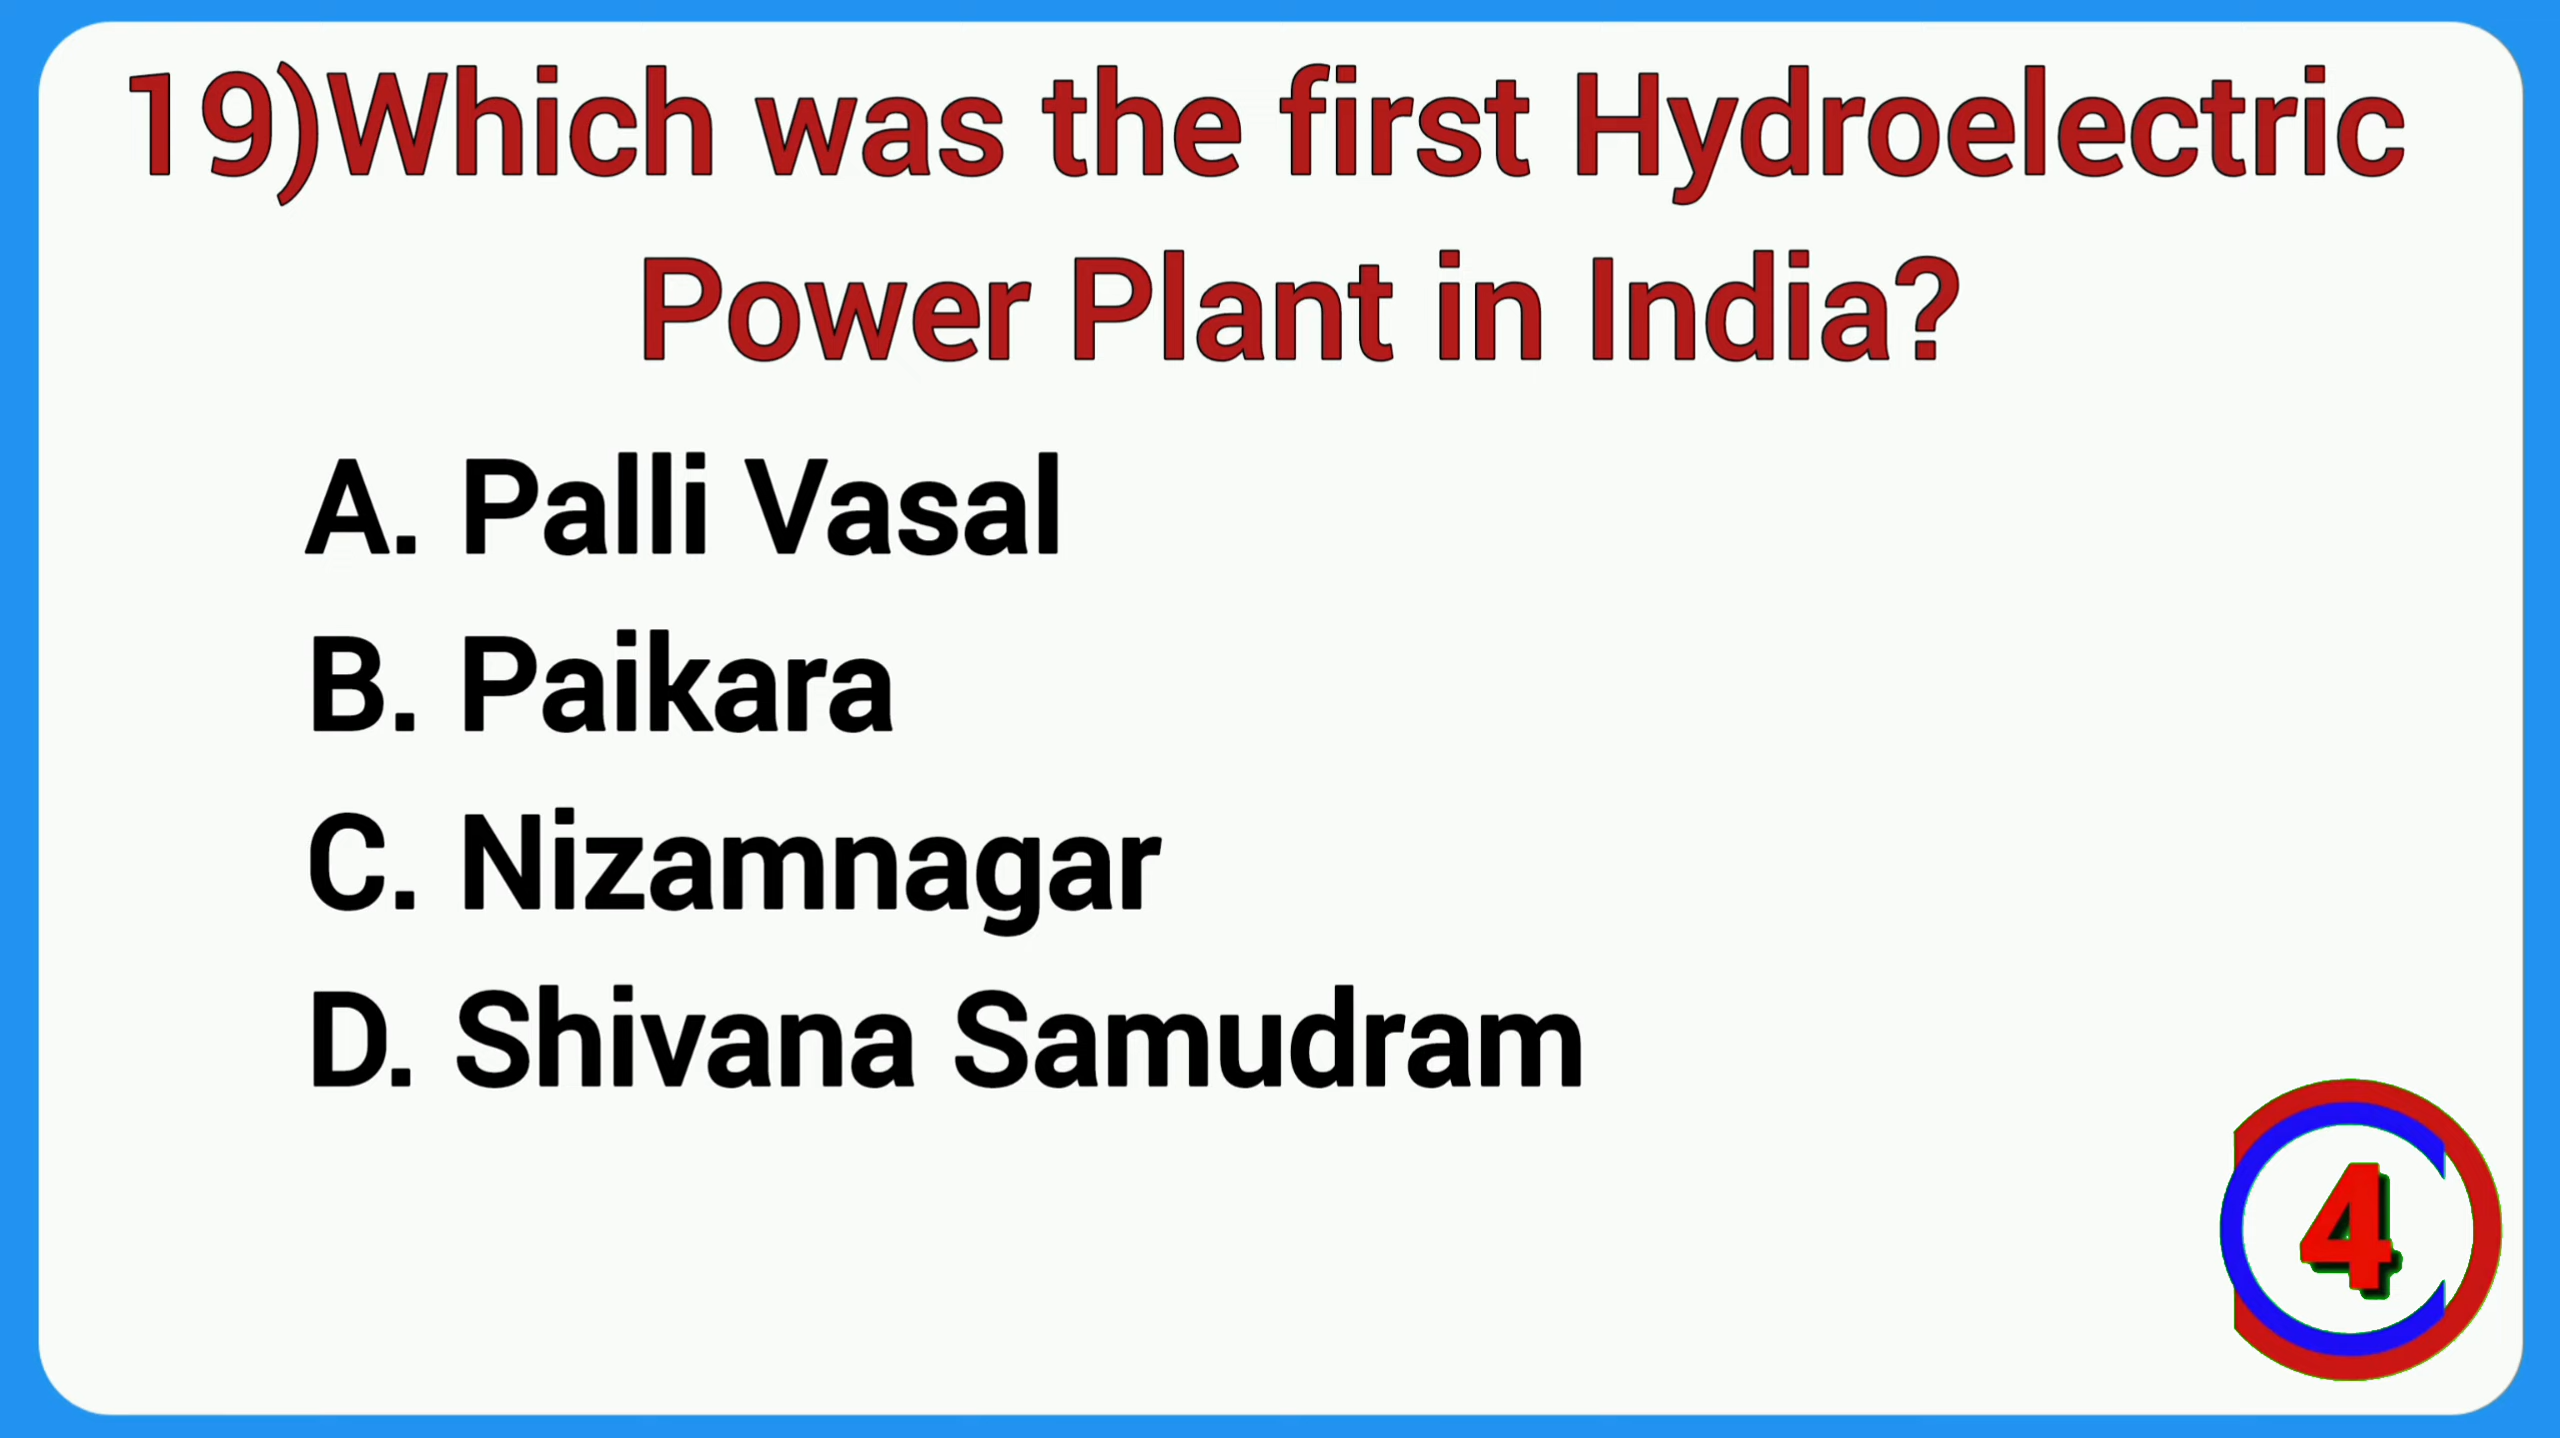 19)Which was the first Hydroelectric
Power Plant in India?
A. Palli Vasal
B. Paikara
C. Nizamnagar
D. Shivana Samudram
4